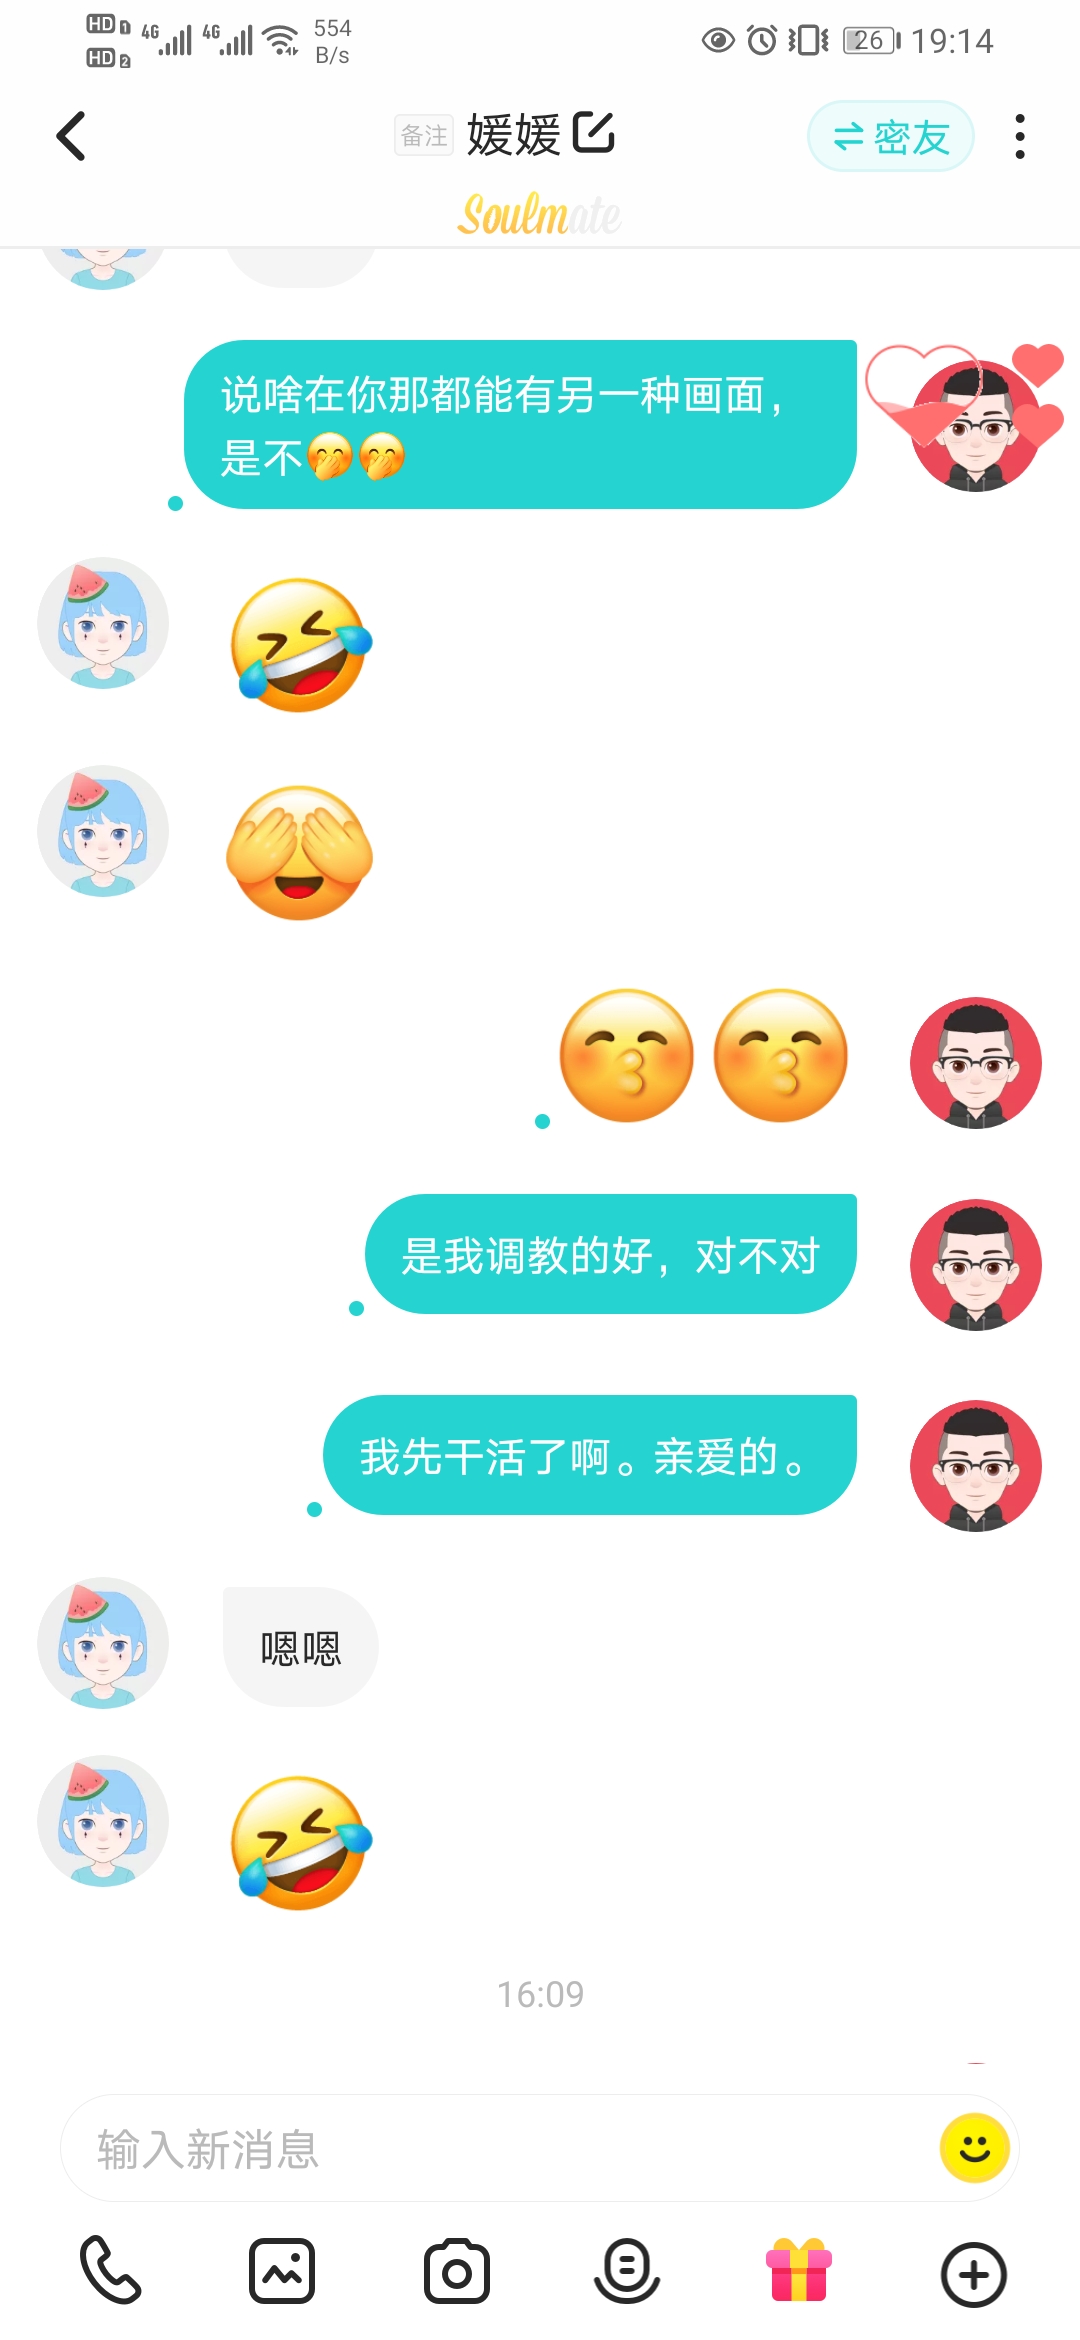 HD 1 4G 4G 554
HD 2 B/s
26 19:14
备注 媛媛
密友
Soulmate
说啥在你那都能有另一种画面，
是不🤭🤭
🤣
🫣
😚😚
是我调教的好，对不对
我先干活了啊。亲爱的。
嗯嗯
🤣
16:09
输入新消息